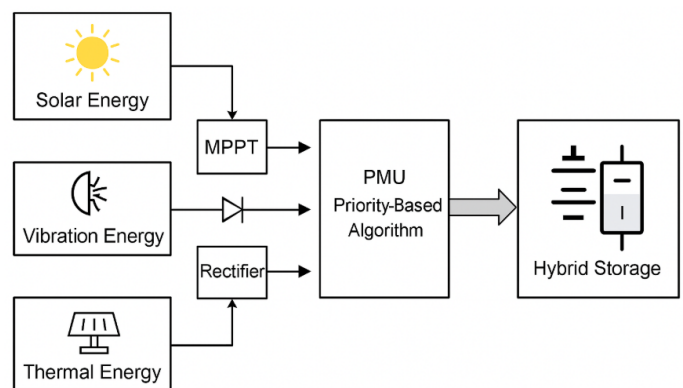 Solar Energy
MPPT
Vibration Energy
Rectifier
Thermal Energy
PMU
Priority-Based
Algorithm
Hybrid Storage